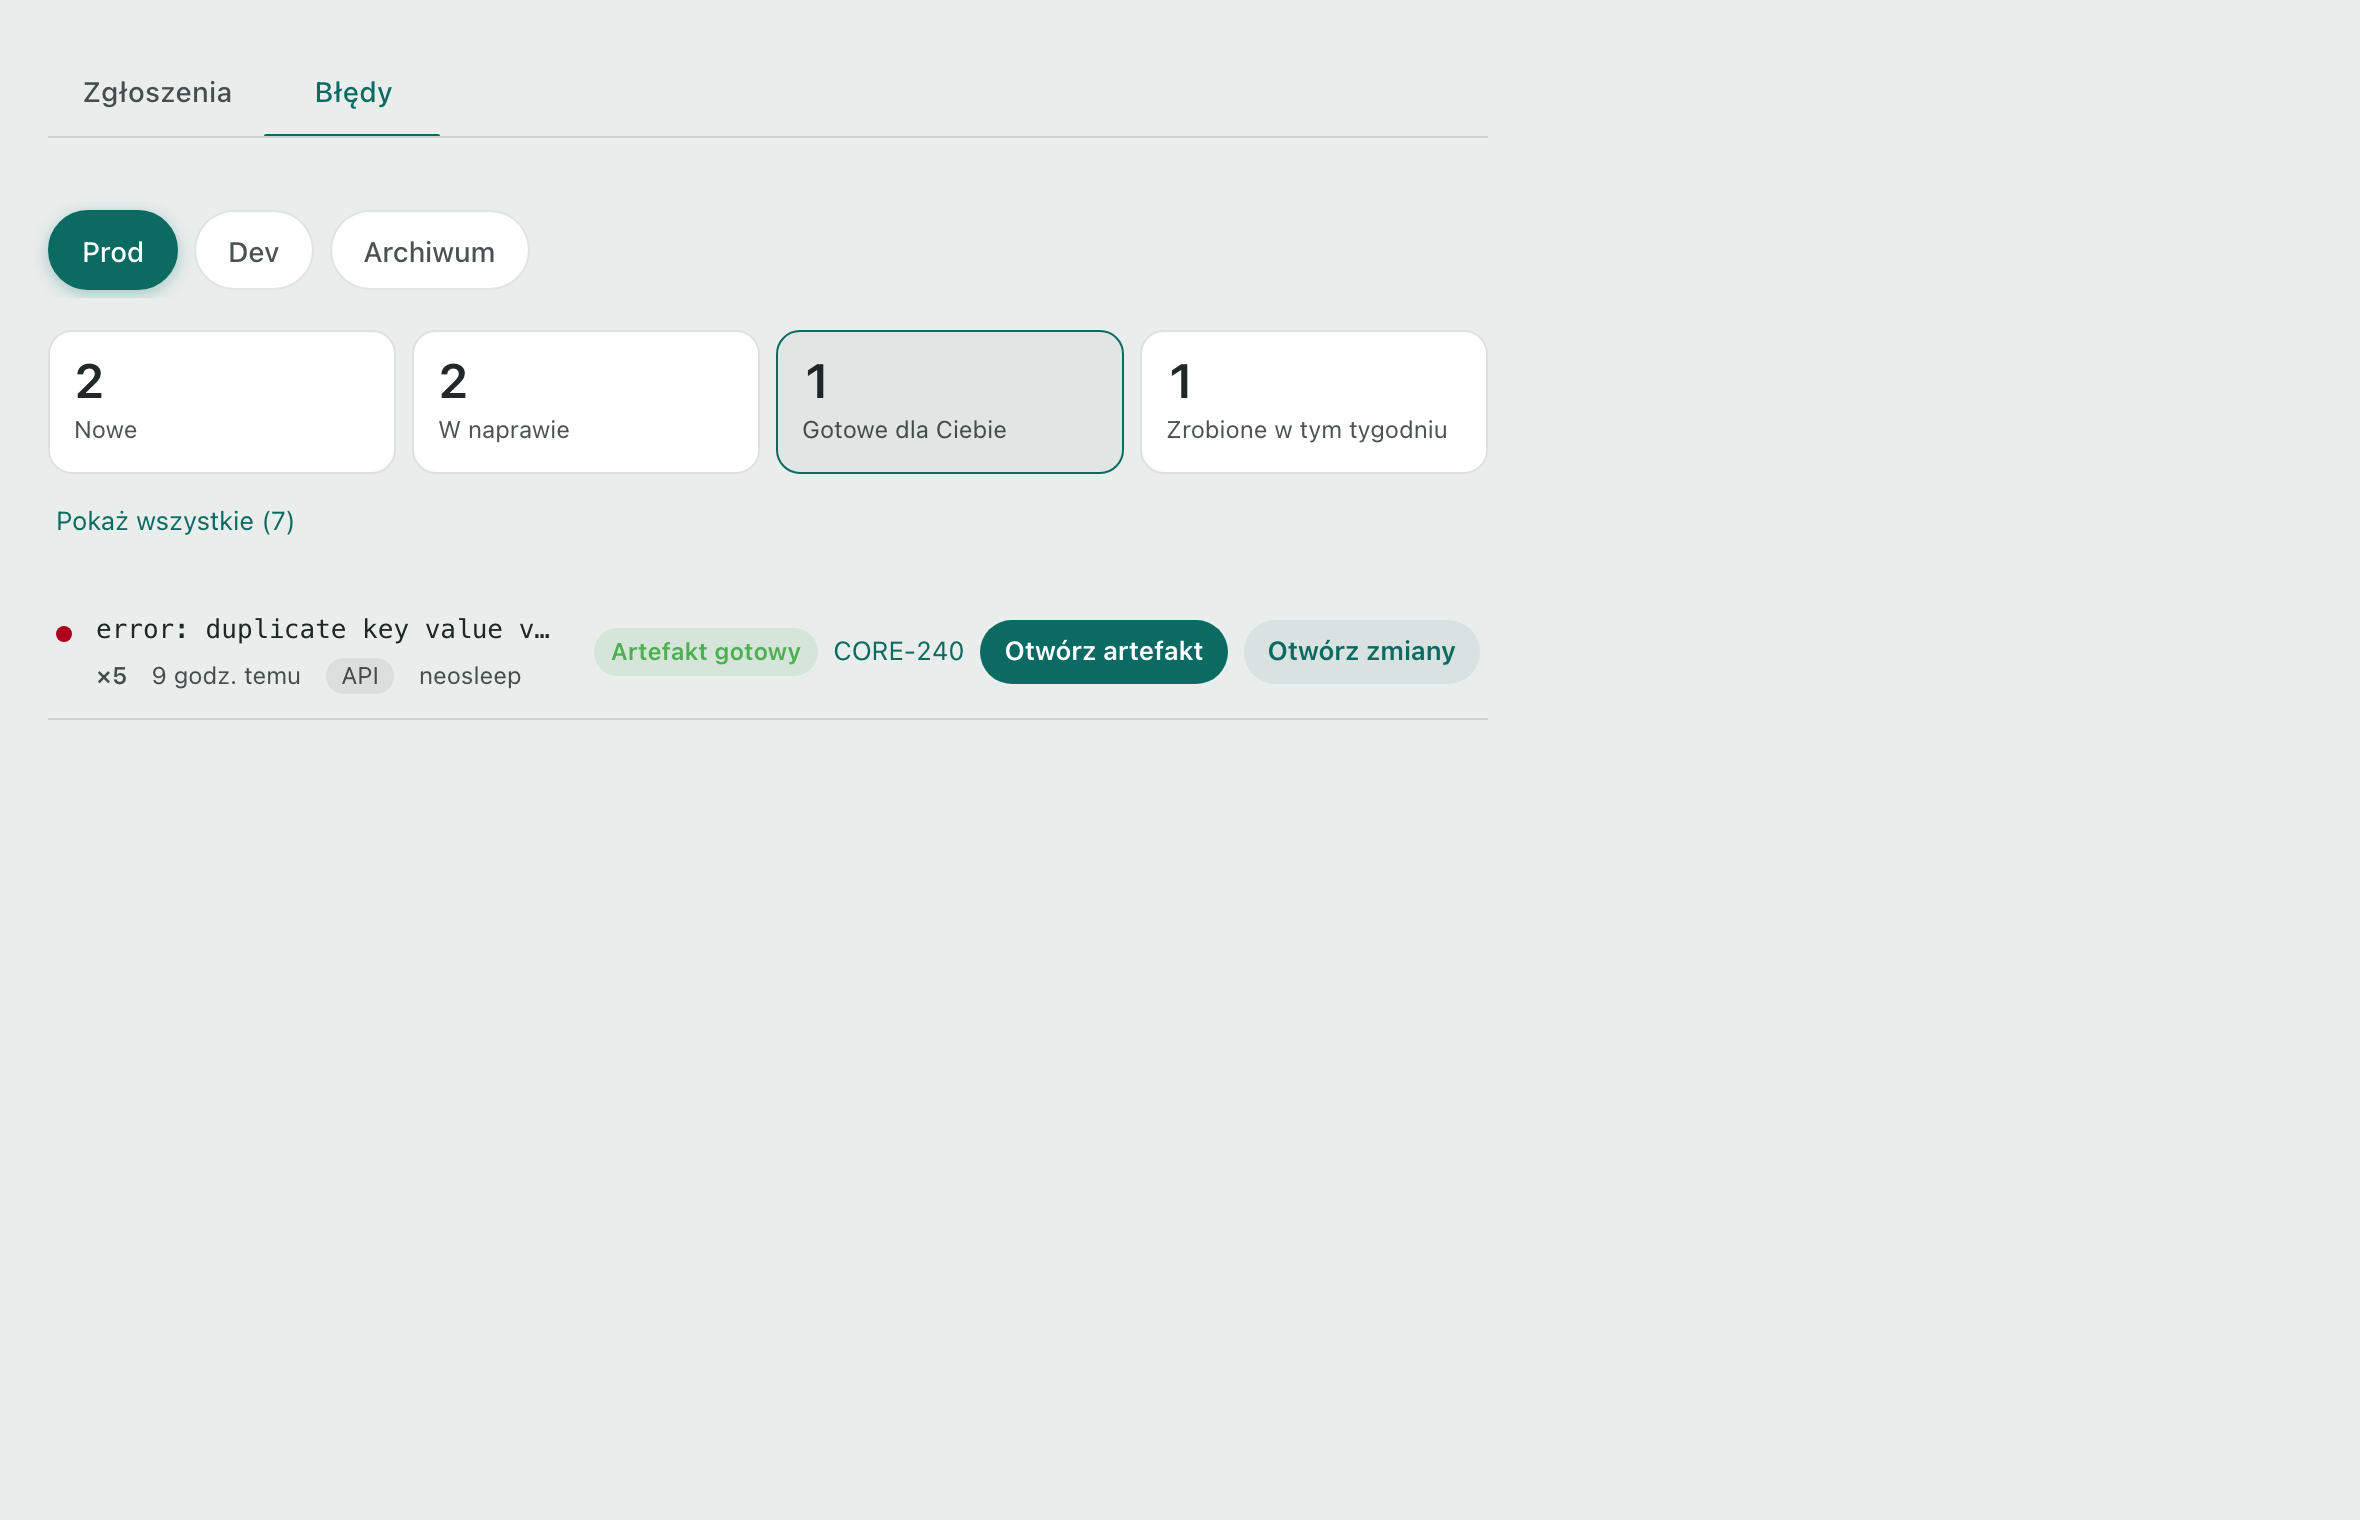 Zgłoszenia Błędy
Prod Dev Archiwum
2
Nowe
2
W naprawie
1
Gotowe dla Ciebie
1
Zrobione w tym tygodniu
Pokaż wszystkie (7)
error: duplicate key value v…
×5 9 godz. temu API neosleep
Artefakt gotowy CORE-240 Otwórz artefakt Otwórz zmiany